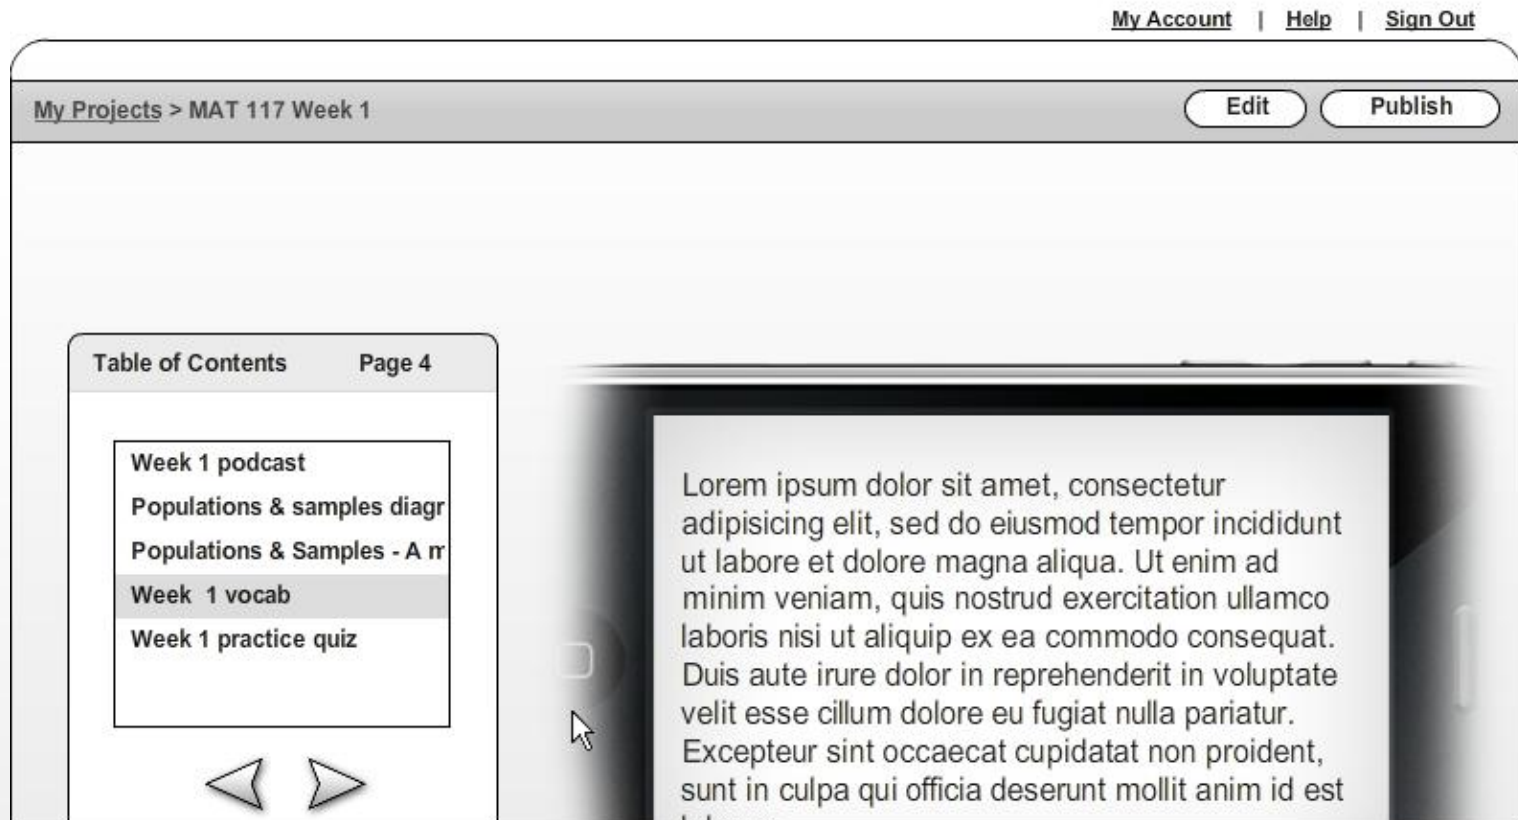 My Account | Help | Sign Out
My Projects > MAT 117 Week 1
Edit
Publish
Table of Contents Page 4
Week 1 podcast
Populations & samples diagr
Populations & Samples - A m
Week 1 vocab
Week 1 practice quiz
Lorem ipsum dolor sit amet, consectetur
adipisicing elit, sed do eiusmod tempor incididunt
ut labore et dolore magna aliqua. Ut enim ad
minim veniam, quis nostrud exercitation ullamco
laboris nisi ut aliquip ex ea commodo consequat.
Duis aute irure dolor in reprehenderit in voluptate
velit esse cillum dolore eu fugiat nulla pariatur.
Excepteur sint occaecat cupidatat non proident,
sunt in culpa qui officia deserunt mollit anim id est